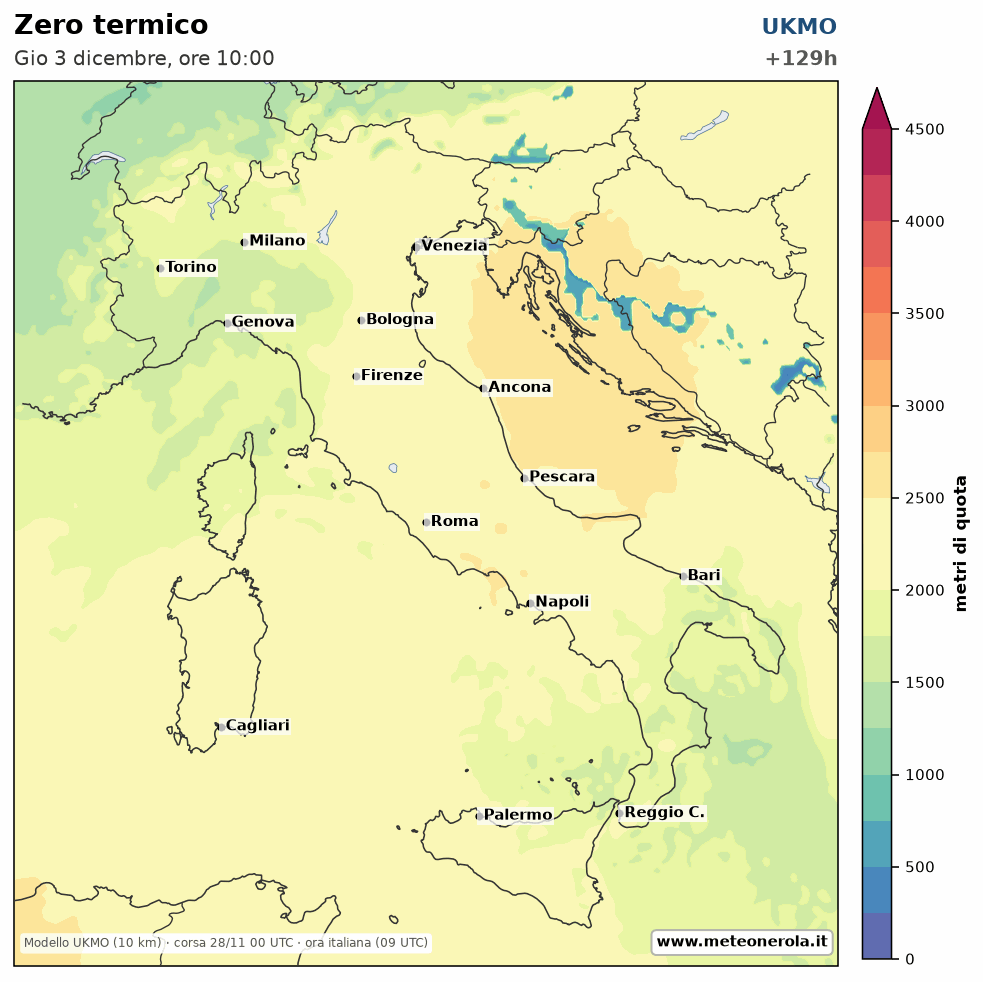 Zero termico
UKMO
Gio 3 dicembre, ore 10:00
+129h
4500
4000
3500
3000
2500
2000
1500
1000
500
0
metri di quota
Milano
Venezia
Torino
Genova
Bologna
Firenze
Ancona
Pescara
Roma
Bari
Napoli
Cagliari
Palermo
Reggio C.
Modello UKMO (10 km) · corsa 28/11 00 UTC · ora italiana (09 UTC)
www.meteonerola.it